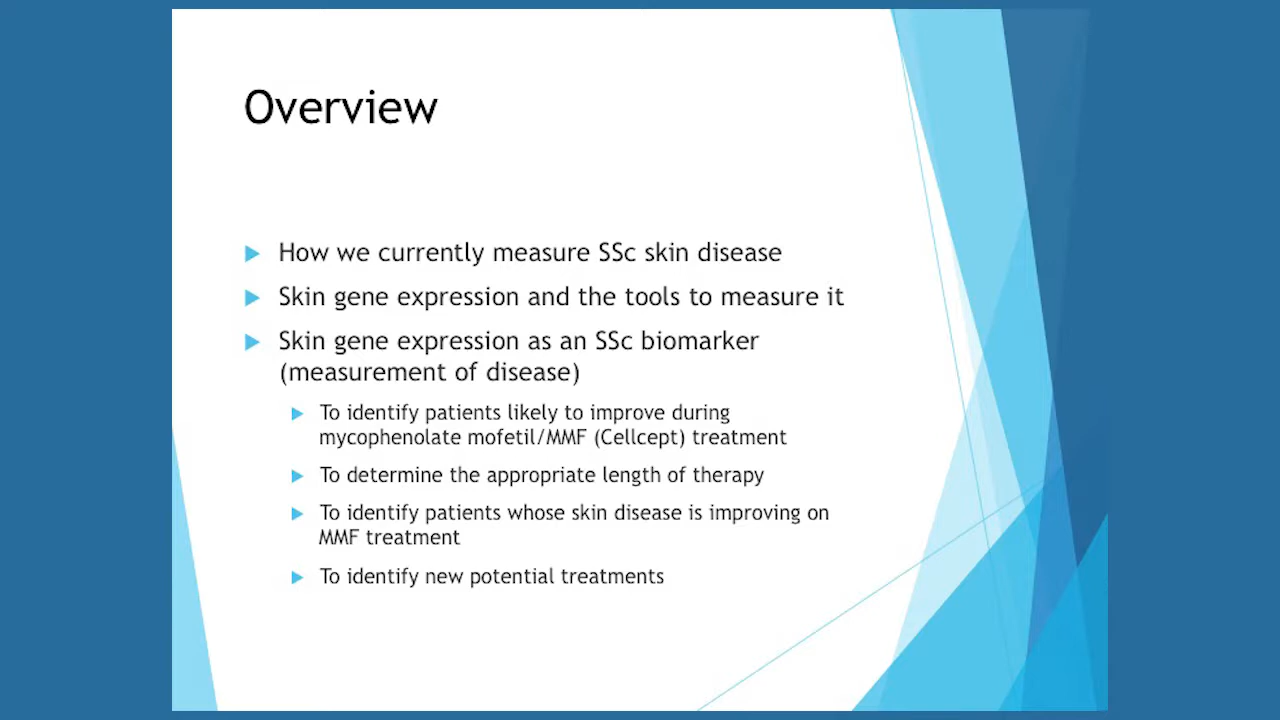 Overview
How we currently measure SSc skin disease
Skin gene expression and the tools to measure it
Skin gene expression as an SSc biomarker
(measurement of disease)
To identify patients likely to improve during
mycophenolate mofetil/MMF (Cellcept) treatment
To determine the appropriate length of therapy
To identify patients whose skin disease is improving on
MMF treatment
To identify new potential treatments